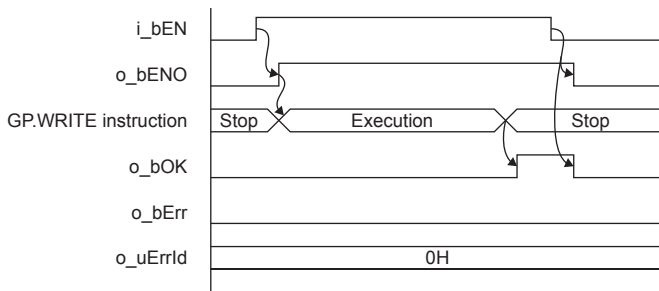 i_bEN
o_bENO
GP.WRITE instruction Stop Execution Stop
o_bOK
o_bErr
o_uErrId 0H